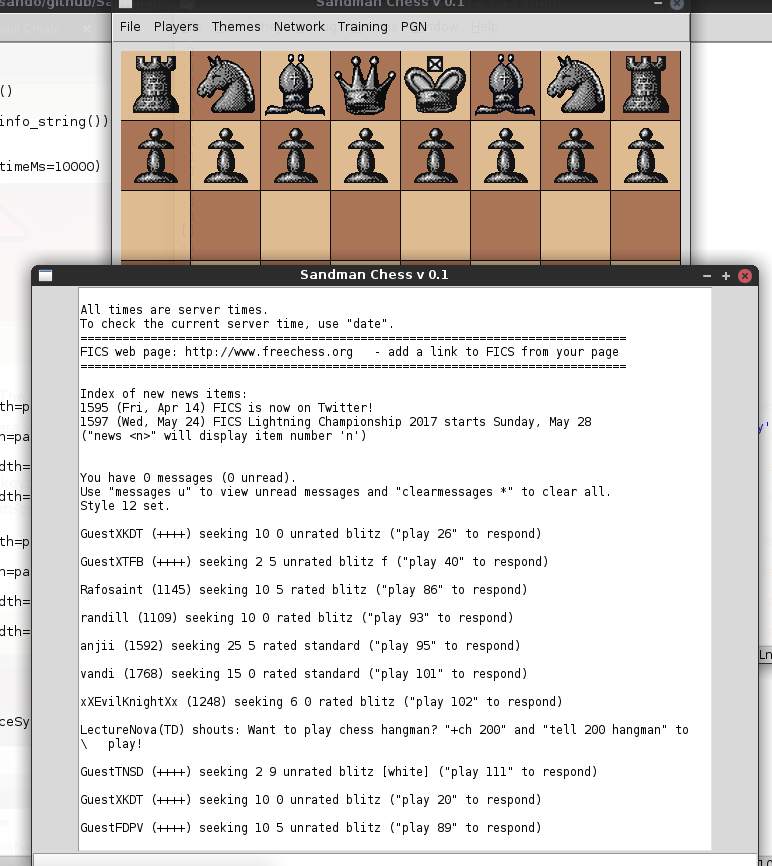 sando/github/Sa
Sandman Chess v 0.1
File Players Themes Network Training PGN Help
()
info_string())
timeMs=10000)
Sandman Chess v 0.1
All times are server times.
To check the current server time, use "date".
==============================================================================
FICS web page: http://www.freechess.org   - add a link to FICS from your page
==============================================================================
Index of new news items:
1595 (Fri, Apr 14) FICS is now on Twitter!
1597 (Wed, May 24) FICS Lightning Championship 2017 starts Sunday, May 28
("news <n>" will display item number 'n')
You have 0 messages (0 unread).
Use "messages u" to view unread messages and "clearmessages *" to clear all.
Style 12 set.
GuestXKDT (++++) seeking 10 0 unrated blitz ("play 26" to respond)
GuestXTFB (++++) seeking 2 5 unrated blitz f ("play 40" to respond)
Rafosaint (1145) seeking 10 5 rated blitz ("play 86" to respond)
randill (1109) seeking 10 0 rated blitz ("play 93" to respond)
anjii (1592) seeking 25 5 rated standard ("play 95" to respond)
vandi (1768) seeking 15 0 rated standard ("play 101" to respond)
xXEvilKnightXx (1248) seeking 6 0 rated blitz ("play 102" to respond)
LectureNova(TD) shouts: Want to play chess hangman? "+ch 200" and "tell 200 hangman" to
\   play!
GuestTNSD (++++) seeking 2 9 unrated blitz [white] ("play 111" to respond)
GuestXKDT (++++) seeking 10 0 unrated blitz ("play 20" to respond)
GuestFDPV (++++) seeking 10 5 unrated blitz ("play 89" to respond)
th=p
h=pa
dth=
dth=
th=p
h=pa
dth=
dth=
ceSy
y'
Ln